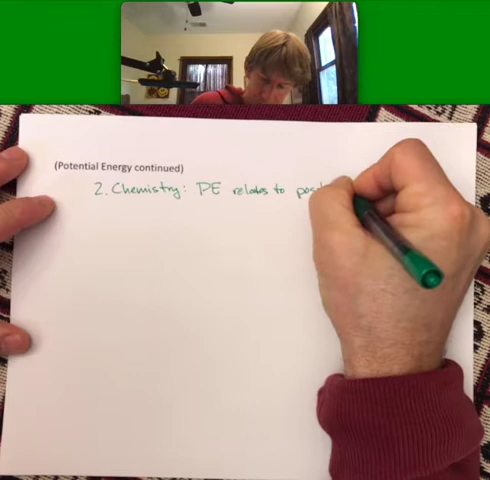 (Potential Energy continued)
2. Chemistry: PE relates to